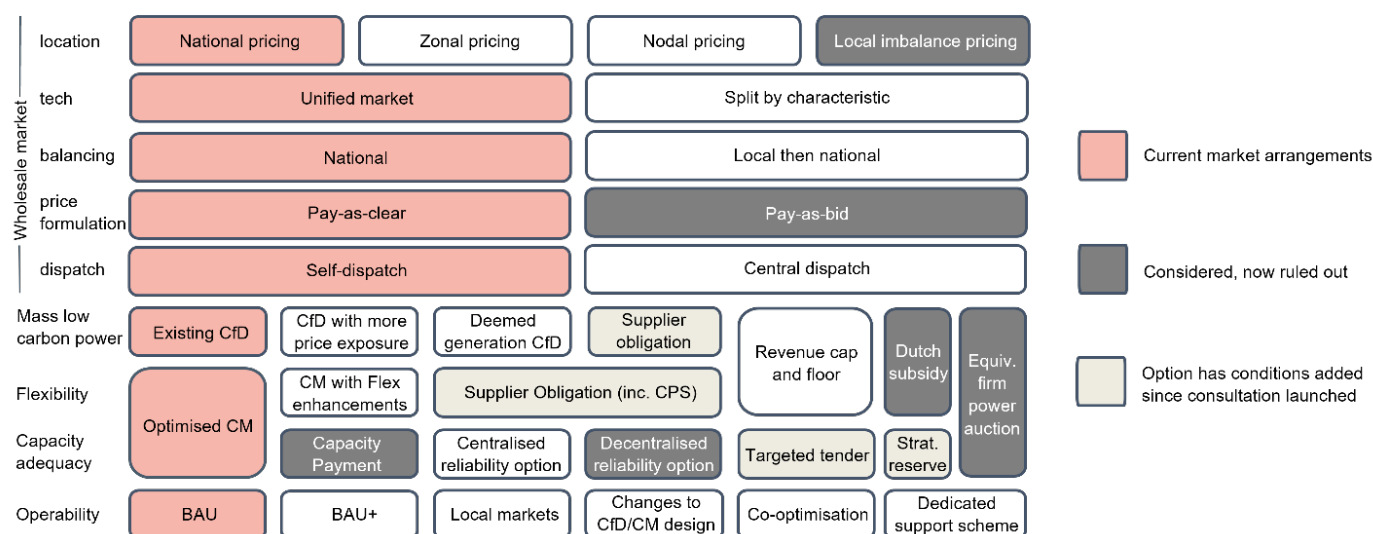 Wholesale market
location
National pricing
Zonal pricing
Nodal pricing
Local imbalance pricing
tech
Unified market
Split by characteristic
balancing
National
Local then national
price
formulation
Pay-as-clear
Pay-as-bid
dispatch
Self-dispatch
Central dispatch
Mass low
carbon power
Existing CfD
CfD with more
price exposure
Deemed
generation CfD
Supplier
obligation
Revenue cap
and floor
Dutch
subsidy
Equiv.
firm
power
auction
Flexibility
Optimised CM
CM with Flex
enhancements
Supplier Obligation (inc. CPS)
Capacity
adequacy
Capacity
Payment
Centralised
reliability option
Decentralised
reliability option
Targeted tender
Strat.
reserve
Operability
BAU
BAU+
Local markets
Changes to
CfD/CM design
Co-optimisation
Dedicated
support scheme
Current market arrangements
Considered, now ruled out
Option has conditions added
since consultation launched